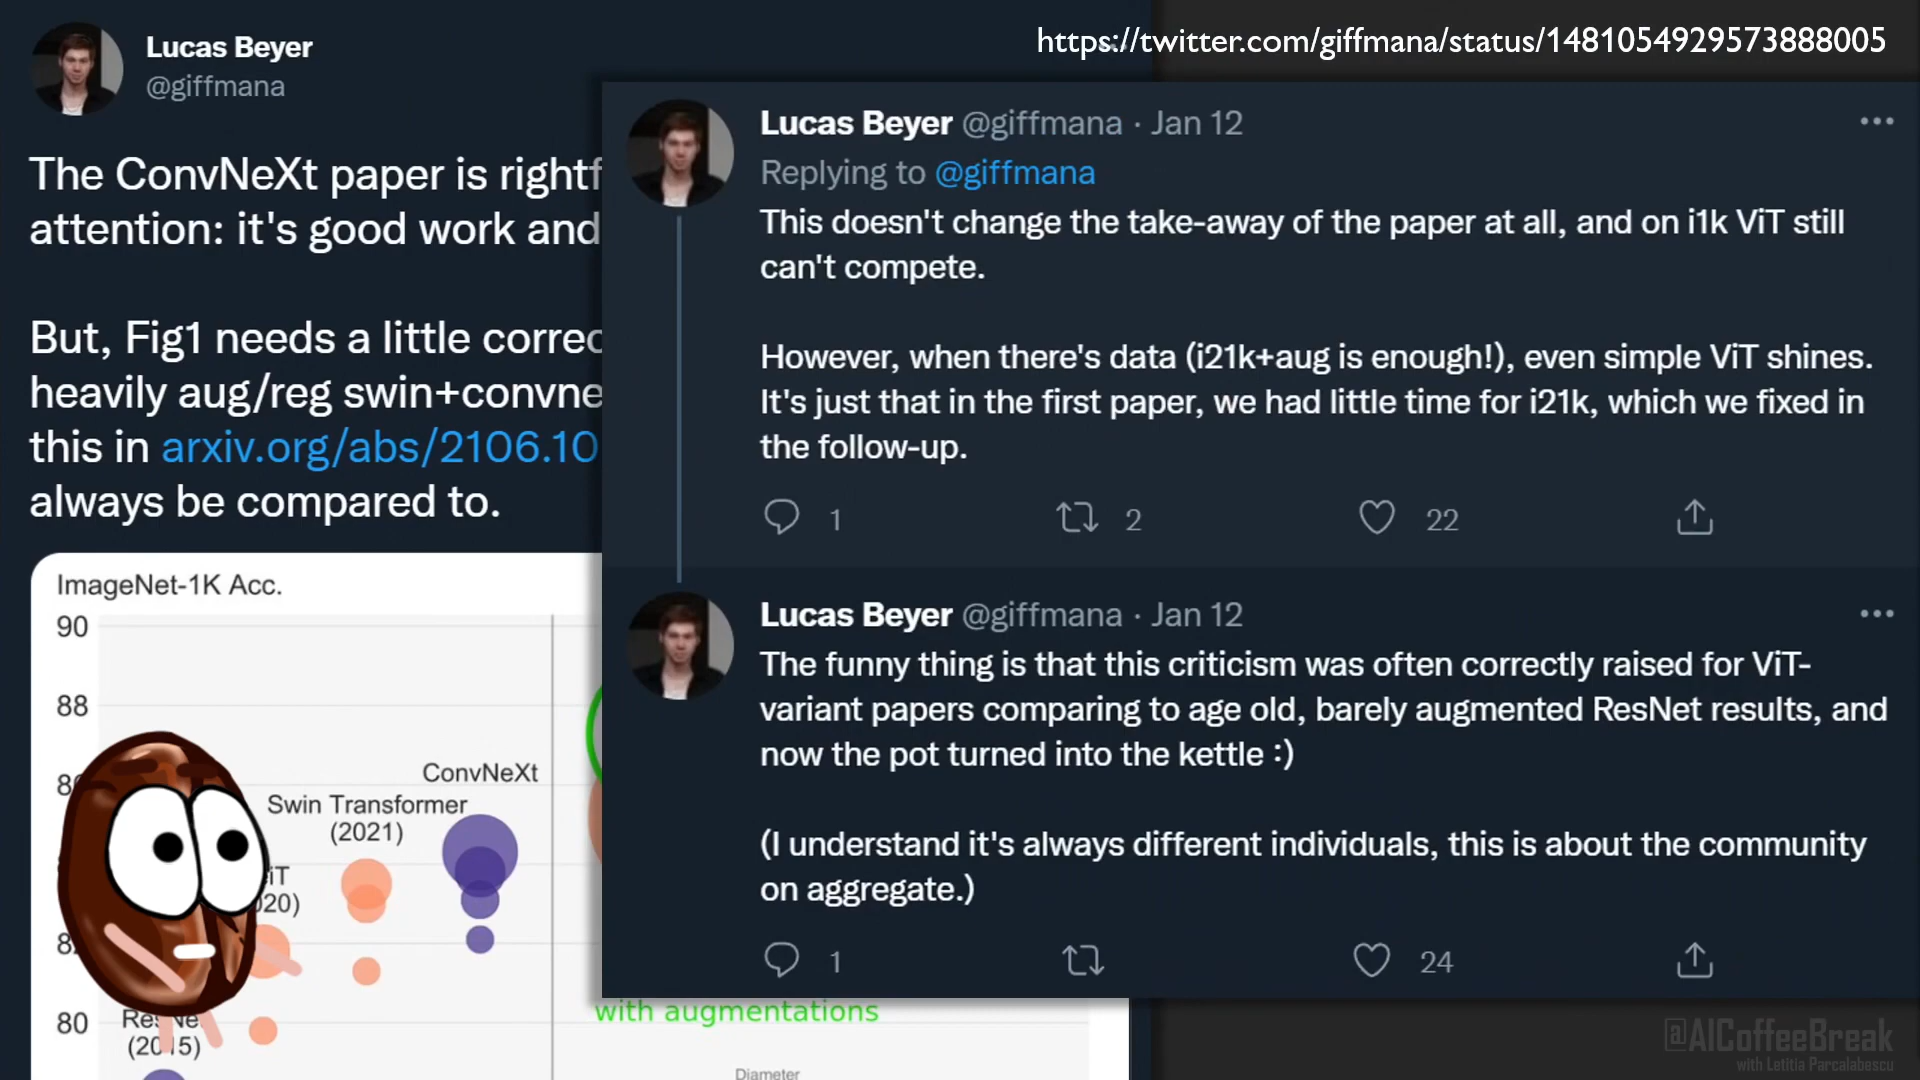 https://twitter.com/giffmana/status/1481054929573888005
Lucas Beyer
@giffmana
The ConvNeXt paper is
attention: it's good work and
But, Fig1 needs a little
heavily aug/reg
this in arxiv.org/abs/2106.10
always be compared to.
ImageNet-1K Acc.
90
88
80
ConvNeXt
Swin Transformer
(2021)
(2015)
with augmentations
Diameter
Lucas Beyer @giffmana · Jan 12
Replying to @giffmana
This doesn't change the take-away of the paper at all, and on i1k ViT still
can't compete.
However, when there's data (i21k+aug is enough!), even simple ViT shines.
It's just that in the first paper, we had little time for i21k, which we fixed in
the follow-up.
1
2
22
Lucas Beyer @giffmana · Jan 12
The funny thing is that this criticism was often correctly raised for ViT-
variant papers comparing to age old, barely augmented ResNet results, and
now the pot turned into the kettle :)
(I understand it's always different individuals, this is about the community
on aggregate.)
1
24
@AICoffeeBreak
with Letitia Parcalabescu